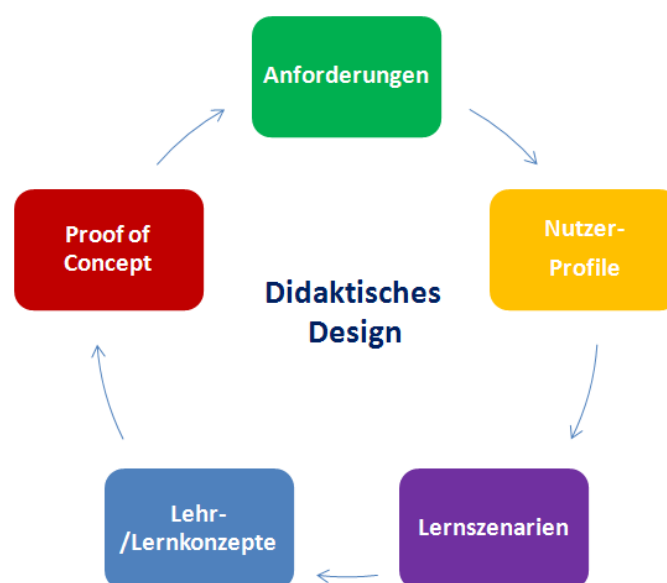 Anforderungen
Nutzer-
Profile
Lernszenarien
Lehr-
/Lernkonzepte
Proof of
Concept
Didaktisches
Design